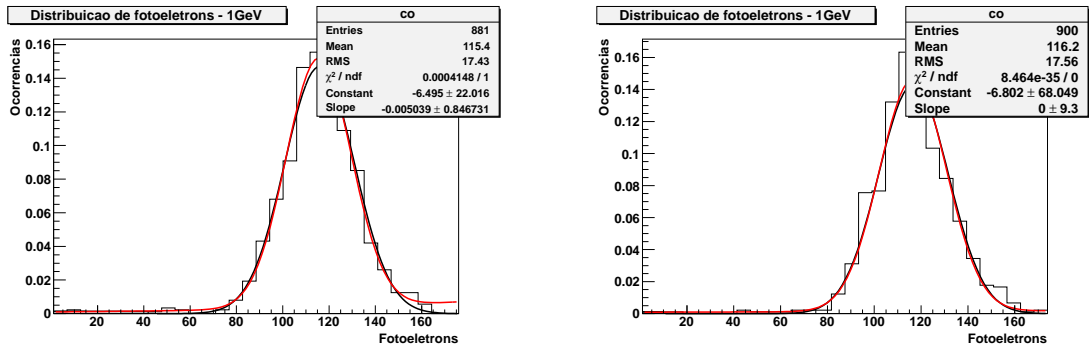 Distribuicao de fotoeletrons - 1GeV
co
Entries 881
Mean 115.4
RMS 17.43
χ² / ndf 0.0004148 / 1
Constant -6.495 ± 22.016
Slope -0.005039 ± 0.846731
Ocorrencias
0.16
0.14
0.12
0.1
0.08
0.06
0.04
0.02
0
20 40 60 80 100 120 140 160
Fotoeletrons
Distribuicao de fotoeletrons - 1GeV
co
Entries 900
Mean 116.2
RMS 17.56
χ² / ndf 8.464e-35 / 0
Constant -6.802 ± 68.049
Slope 0 ± 9.3
Ocorrencias
0.16
0.14
0.12
0.1
0.08
0.06
0.04
0.02
0
20 40 60 80 100 120 140 160
Fotoeletrons